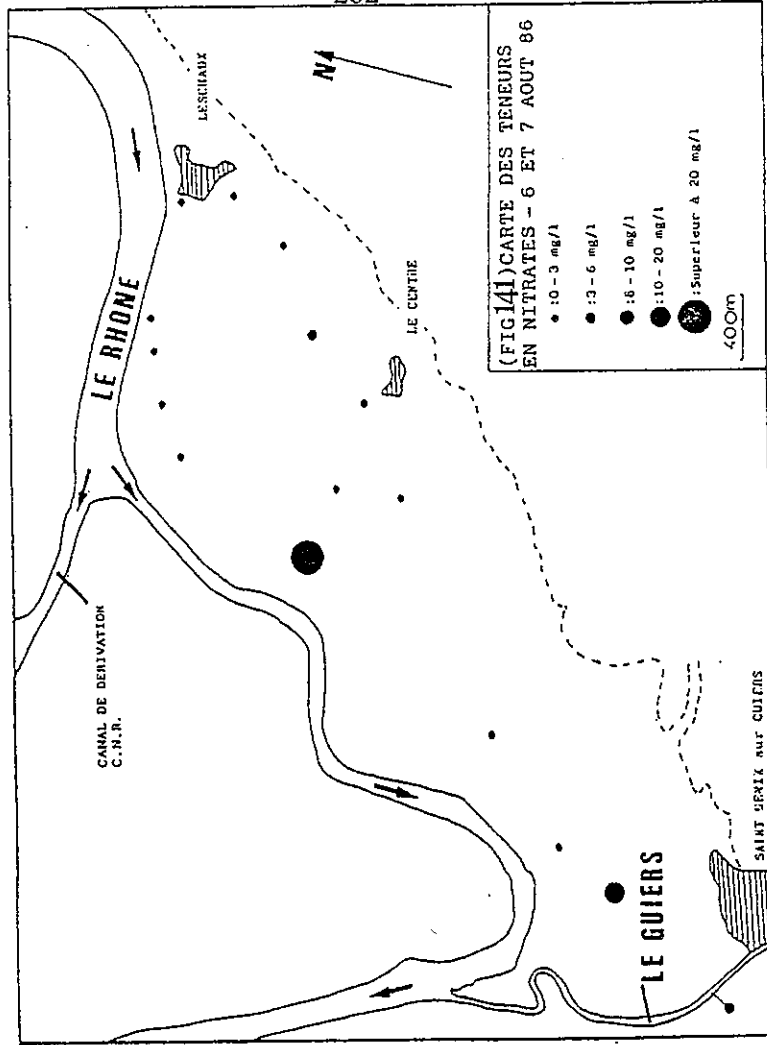 LE RHONE
LESCHAUX
N
LE CENTRE
CANAL DE DERIVATION
C.N.R.
LE GUIERS
SAINT GENIX sur GUIERS
(FIG141)CARTE DES TENEURS
EN NITRATES - 6 ET 7 AOUT 86
:0-3 mg/l
:3-6 mg/l
:6-10 mg/l
:10-20 mg/l
:Superieur à 20 mg/l
400m